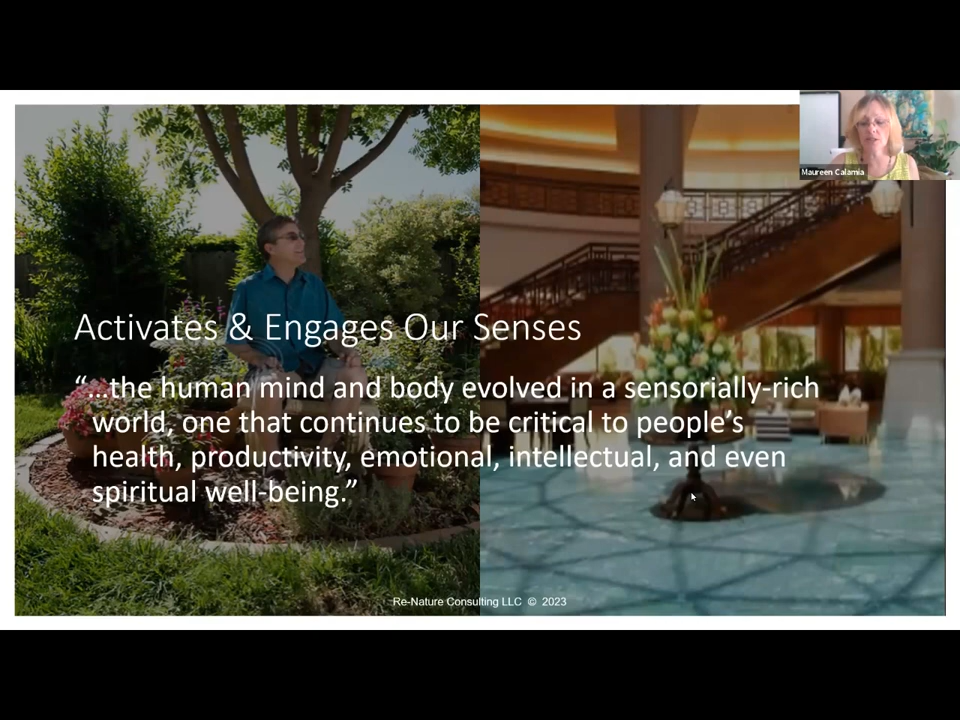 Maureen Calamia
Activates & Engages Our Senses
“...the human mind and body evolved in a sensorially-rich
world, one that continues to be critical to people’s
health, productivity, emotional, intellectual, and even
spiritual well-being.”
Re-Nature Consulting LLC © 2023